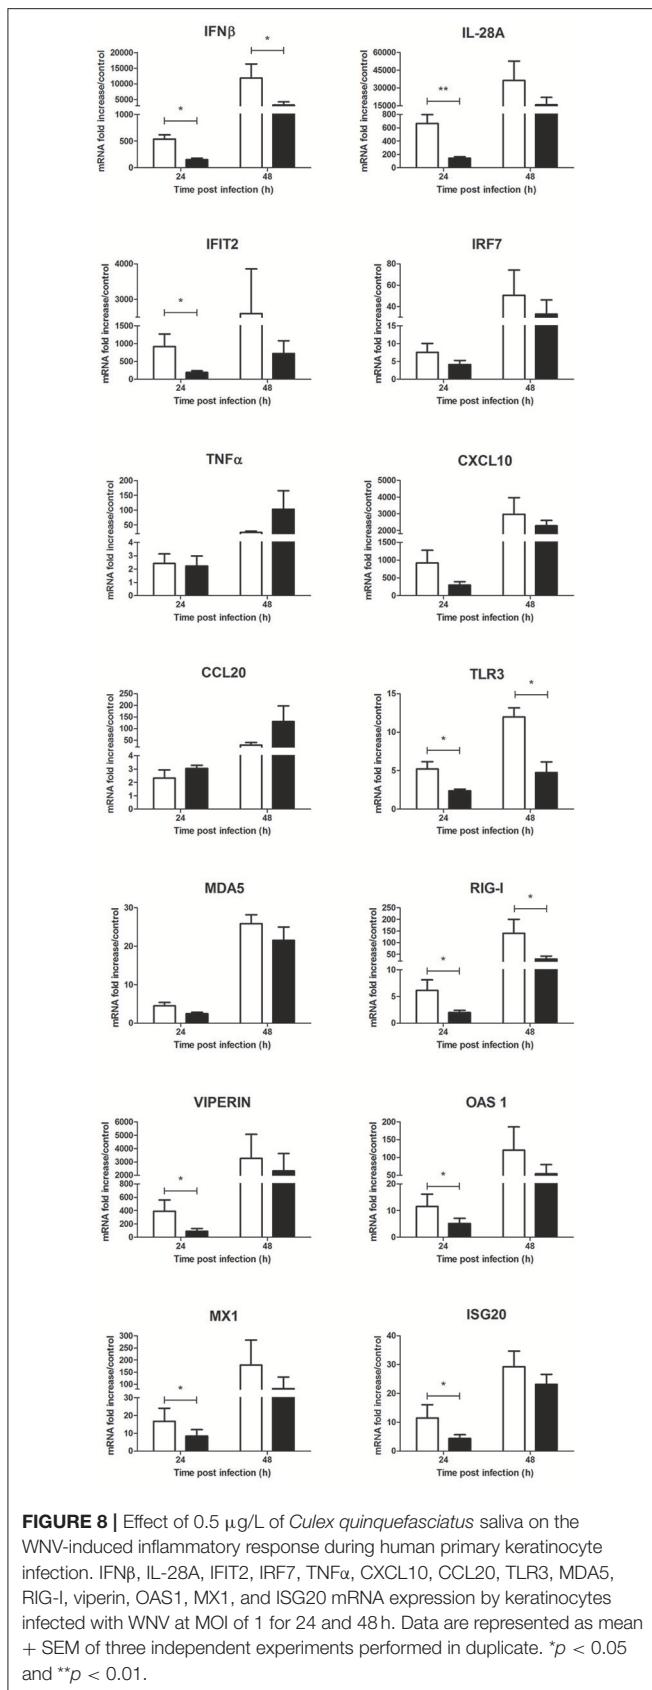 IFNβ
*
*
mRNA fold increase/control
20000
15000
10000
5000
1000
500
0
24
48
Time post infection (h)
IL-28A
**
mRNA fold increase/control
60000
45000
30000
15000
800
600
400
200
0
24
48
Time post infection (h)
IFIT2
*
mRNA fold increase/control
4000
3000
1500
1000
500
0
24
48
Time post infection (h)
IRF7
mRNA fold increase/control
80
60
40
15
10
5
0
24
48
Time post infection (h)
TNFα
mRNA fold increase/control
200
150
100
50
4
3
2
1
0
24
48
Time post infection (h)
CXCL10
mRNA fold increase/control
5000
4000
3000
2000
1500
1000
500
0
24
48
Time post infection (h)
CCL20
mRNA fold increase/control
250
200
150
100
50
4
3
2
1
0
24
48
Time post infection (h)
TLR3
*
*
mRNA fold increase/control
15
10
5
0
24
48
Time post infection (h)
MDA5
mRNA fold increase/control
30
20
10
0
24
48
Time post infection (h)
RIG-I
*
*
mRNA fold increase/control
250
200
150
100
50
10
5
0
24
48
Time post infection (h)
VIPERIN
*
mRNA fold increase/control
6000
5000
4000
3000
2000
800
600
400
200
0
24
48
Time post infection (h)
OAS 1
*
mRNA fold increase/control
200
150
100
50
20
10
0
24
48
Time post infection (h)
MX1
*
mRNA fold increase/control
300
250
200
150
100
30
20
10
0
24
48
Time post infection (h)
ISG20
*
mRNA fold increase/control
40
30
20
10
0
24
48
Time post infection (h)
FIGURE 8 | Effect of 0.5 μg/L of Culex quinquefasciatus saliva on the
WNV-induced inflammatory response during human primary keratinocyte
infection. IFNβ, IL-28A, IFIT2, IRF7, TNFα, CXCL10, CCL20, TLR3, MDA5,
RIG-I, viperin, OAS1, MX1, and ISG20 mRNA expression by keratinocytes
infected with WNV at MOI of 1 for 24 and 48 h. Data are represented as mean
+ SEM of three independent experiments performed in duplicate. *p < 0.05
and **p < 0.01.